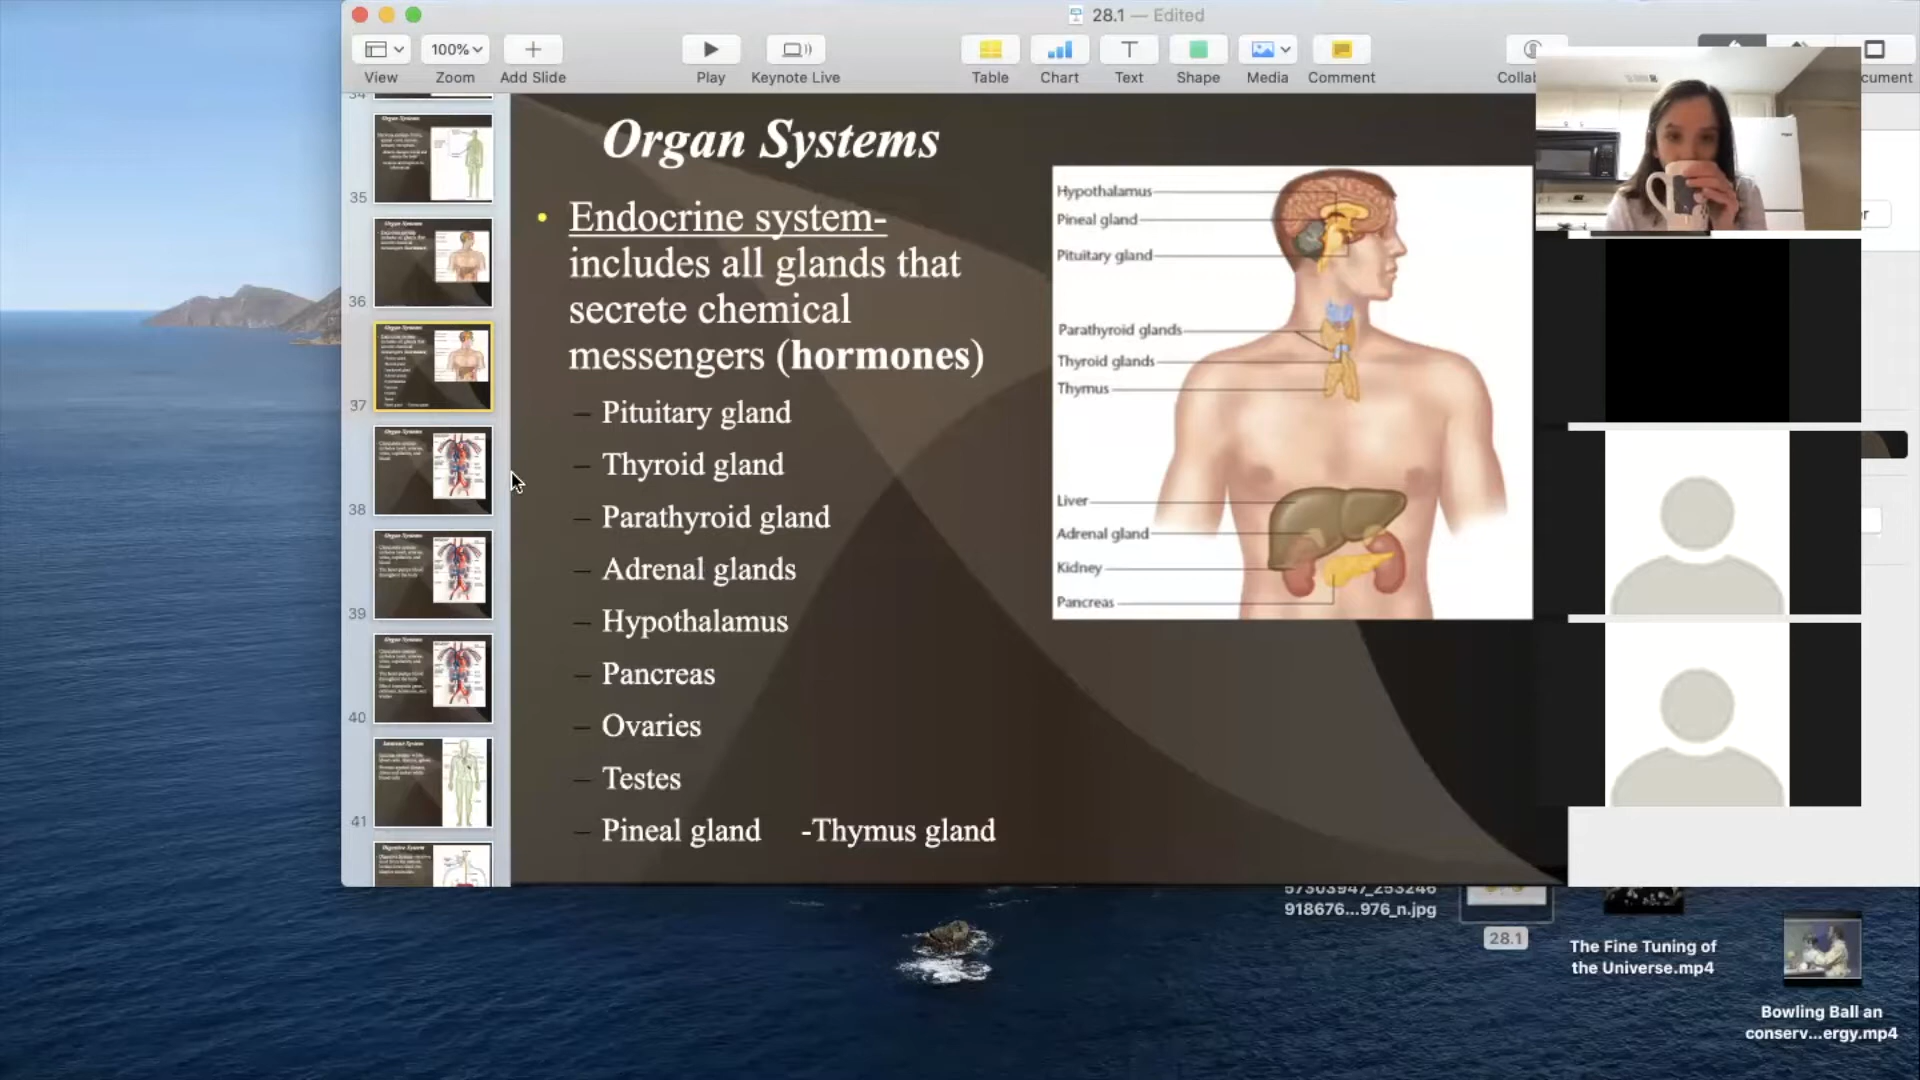 28.1 — Edited
100%
View
Zoom
Add Slide
Play
Keynote Live
Table
Chart
Text
Shape
Media
Comment
35
36
37
38
39
40
41
Organ Systems
Endocrine system-
includes all glands that
secrete chemical
messengers (hormones)
– Pituitary gland
– Thyroid gland
– Parathyroid gland
– Adrenal glands
– Hypothalamus
– Pancreas
– Ovaries
– Testes
– Pineal gland -Thymus gland
Hypothalamus
Pineal gland
Pituitary gland
Parathyroid glands
Thyroid glands
Thymus
Liver
Adrenal gland
Kidney
Pancreas
918676...976_n.jpg
28.1
The Fine Tuning of
the Universe.mp4
Bowling Ball an
conserv...ergy.mp4